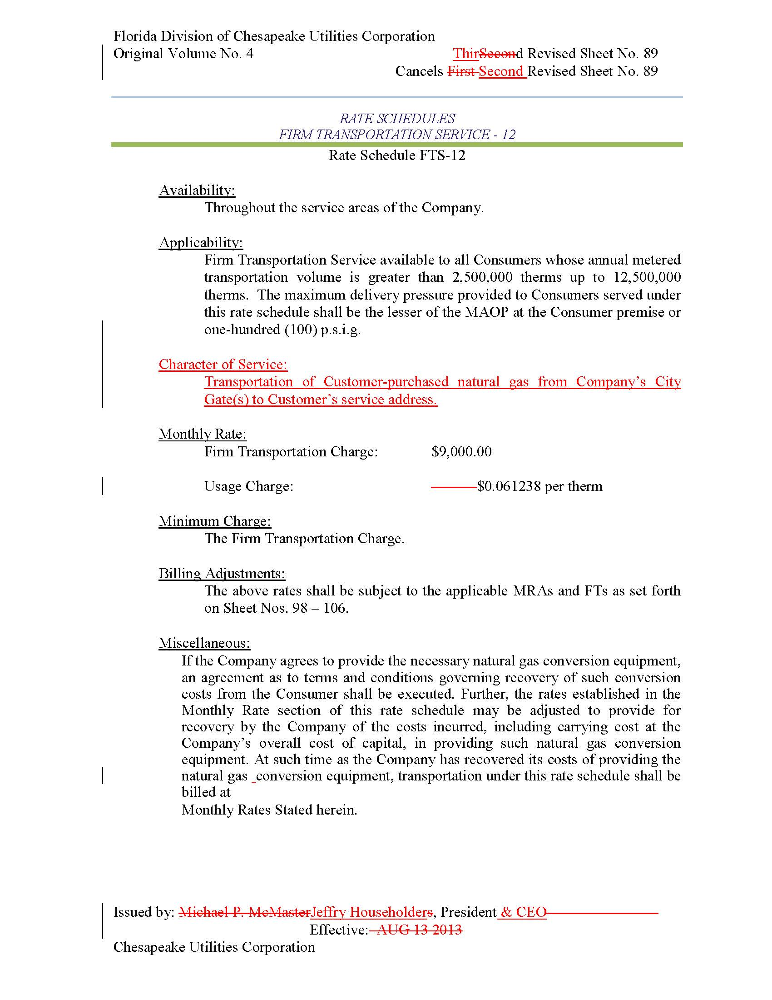 Florida Division of Chesapeake Utilities Corporation
Original Volume No. 4 ThirSecond Revised Sheet No. 89
Cancels First Second Revised Sheet No. 89
RATE SCHEDULES
FIRM TRANSPORTATION SERVICE - 12
Rate Schedule FTS-12
Availability:
Throughout the service areas of the Company.
Applicability:
Firm Transportation Service available to all Consumers whose annual metered
transportation volume is greater than 2,500,000 therms up to 12,500,000
therms. The maximum delivery pressure provided to Consumers served under
this rate schedule shall be the lesser of the MAOP at the Consumer premise or
one-hundred (100) p.s.i.g.
Character of Service:
Transportation of Customer-purchased natural gas from Company’s City
Gate(s) to Customer’s service address.
Monthly Rate:
Firm Transportation Charge: $9,000.00
Usage Charge: $0.061238 per therm
Minimum Charge:
The Firm Transportation Charge.
Billing Adjustments:
The above rates shall be subject to the applicable MRAs and FTs as set forth
on Sheet Nos. 98 – 106.
Miscellaneous:
If the Company agrees to provide the necessary natural gas conversion equipment,
an agreement as to terms and conditions governing recovery of such conversion
costs from the Consumer shall be executed. Further, the rates established in the
Monthly Rate section of this rate schedule may be adjusted to provide for
recovery by the Company of the costs incurred, including carrying cost at the
Company’s overall cost of capital, in providing such natural gas conversion
equipment. At such time as the Company has recovered its costs of providing the
natural gas conversion equipment, transportation under this rate schedule shall be
billed at
Monthly Rates Stated herein.
Issued by: Michael P. McMasterJeffry Householders, President & CEO
Effective: AUG 13 2013
Chesapeake Utilities Corporation